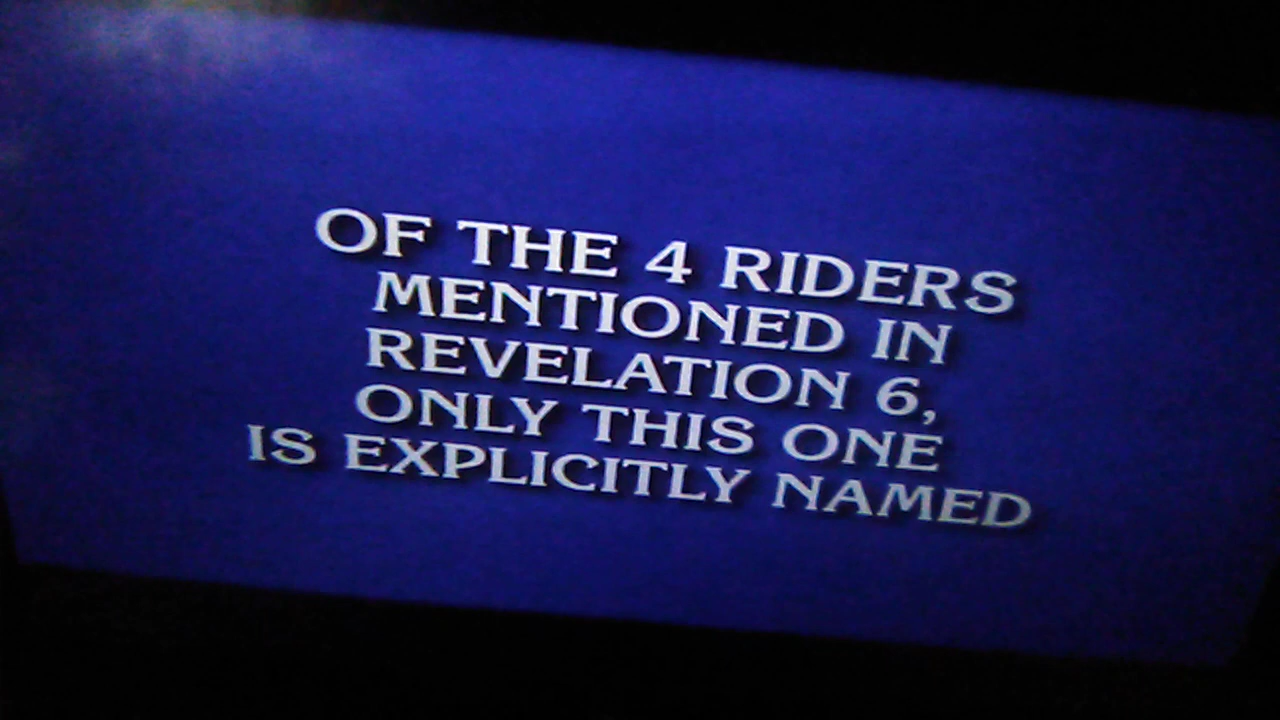 OF THE 4 RIDERS
MENTIONED IN
REVELATION 6,
ONLY THIS ONE
IS EXPLICITLY NAMED